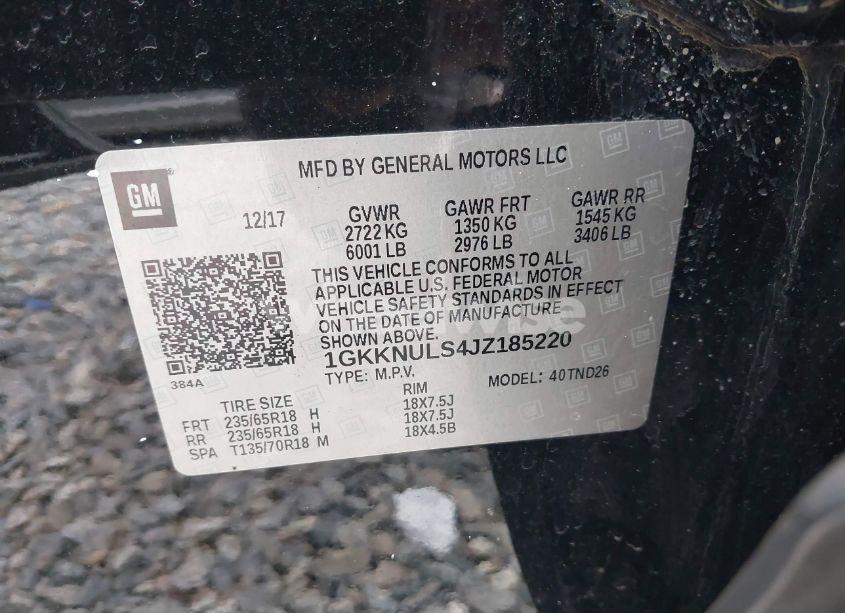 MFD BY GENERAL MOTORS LLC
GM
12/17
GVWR GAWR FRT GAWR RR
2722 KG 1350 KG 1545 KG
6001 LB 2976 LB 3406 LB
THIS VEHICLE CONFORMS TO ALL
APPLICABLE U.S. FEDERAL MOTOR
VEHICLE SAFETY STANDARDS IN EFFECT
ON THE DATE OF MANUFACTURE
SHOWN ABOVE.
1GKKNULS4JZ185220
384A
TYPE: M.P.V. MODEL: 40TND26
TIRE SIZE RIM
FRT 235/65R18 H 18X7.5J
RR 235/65R18 H 18X7.5J
SPA T135/70R18 M 18X4.5B